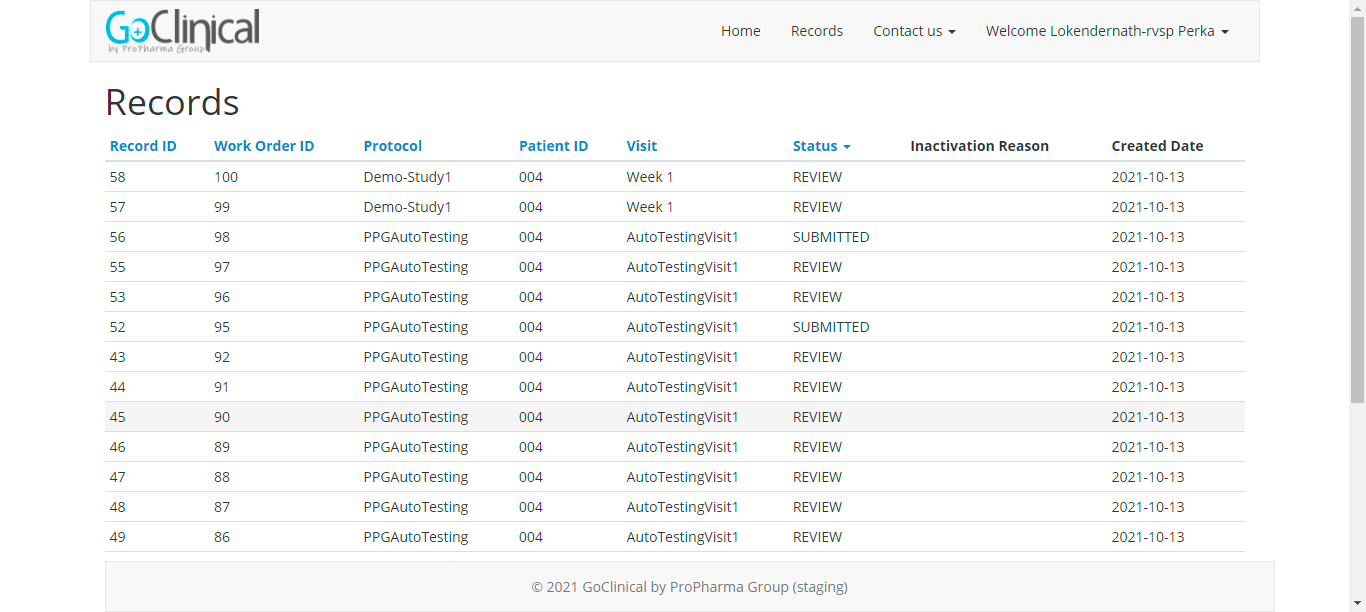 GoClinical
by ProPharma Group
Home Records Contact us Welcome Lokendernath-rvsp Perka
Records
Record ID Work Order ID Protocol Patient ID Visit Status Inactivation Reason Created Date
58 100 Demo-Study1 004 Week 1 REVIEW 2021-10-13
57 99 Demo-Study1 004 Week 1 REVIEW 2021-10-13
56 98 PPGAutoTesting 004 AutoTestingVisit1 SUBMITTED 2021-10-13
55 97 PPGAutoTesting 004 AutoTestingVisit1 REVIEW 2021-10-13
53 96 PPGAutoTesting 004 AutoTestingVisit1 REVIEW 2021-10-13
52 95 PPGAutoTesting 004 AutoTestingVisit1 SUBMITTED 2021-10-13
43 92 PPGAutoTesting 004 AutoTestingVisit1 REVIEW 2021-10-13
44 91 PPGAutoTesting 004 AutoTestingVisit1 REVIEW 2021-10-13
45 90 PPGAutoTesting 004 AutoTestingVisit1 REVIEW 2021-10-13
46 89 PPGAutoTesting 004 AutoTestingVisit1 REVIEW 2021-10-13
47 88 PPGAutoTesting 004 AutoTestingVisit1 REVIEW 2021-10-13
48 87 PPGAutoTesting 004 AutoTestingVisit1 REVIEW 2021-10-13
49 86 PPGAutoTesting 004 AutoTestingVisit1 REVIEW 2021-10-13
© 2021 GoClinical by ProPharma Group (staging)